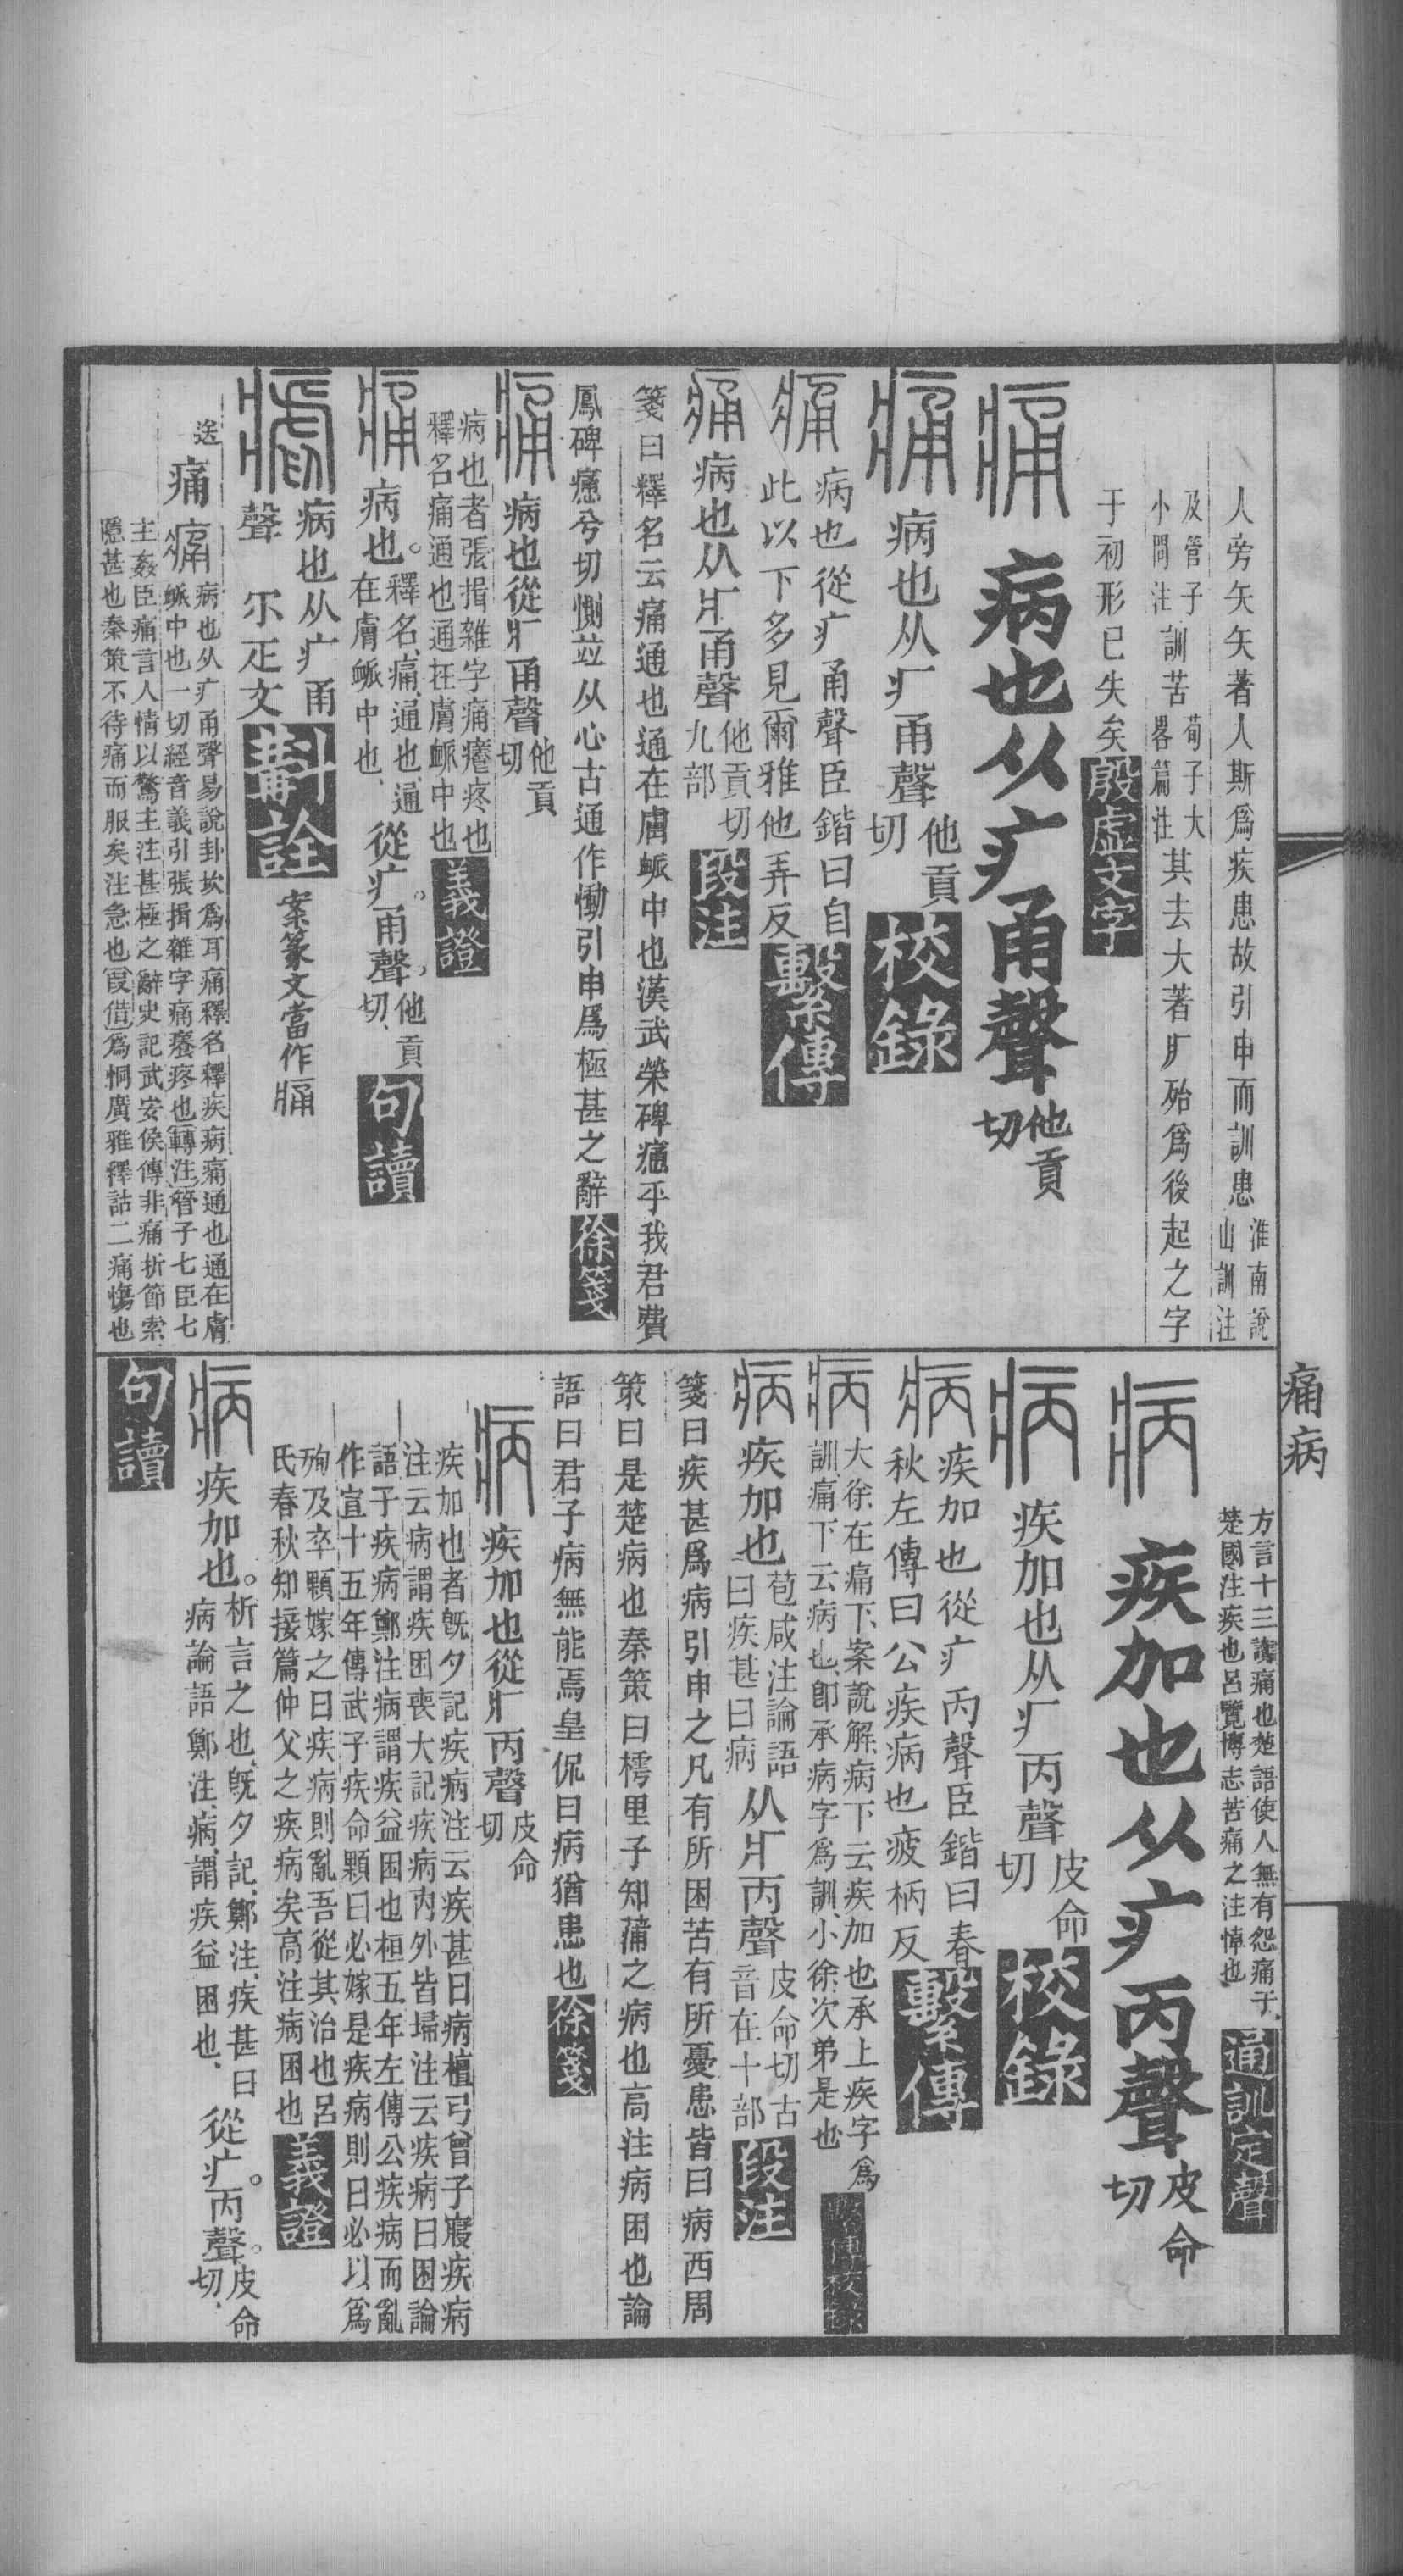 人旁矢矢著人斯爲疾患故引申而訓患淮南說山訓注
及管子小問注訓苦荀子大略篇注其去大著疒殆爲後起之字
于初形已失矣殷虛文字
病也从疒甬聲他貢切
病也从疒甬聲他貢切校錄
病也從疒甬聲臣鍇曰自
此以下多見爾雅他弄反繫傳
病也从疒甬聲他貢切九部段注
箋曰釋名云痛通也通在膚脈中也漢武榮碑痛乎我君費
鳳碑㾓兮切惻竝从心古通作慟引申爲極甚之辭徐箋
病也從疒甬聲他貢切
病也者張揖雜字痛癢疼也
釋名痛通也通在膚脈中也義證
病也。釋名、痛、通也、通在膚脈中也、從疒。甬聲。他貢切、句讀
病也从疒甬
聲 尒疋文斠詮 案篆文當作
送 痛 病也从疒甬聲易說卦坎爲耳痛釋名釋疾病痛通也通在膚
脈中也一切經音義引張揖雜字痛癢疼也轉注管子七臣七
主姦臣痛言人情以驚主注甚極之辭史記武安侯傳非痛折節索
隱甚也秦策不待痛而服矣注急也叚借爲恫廣雅釋詁二痛傷也
痛病
方言十三讟痛也楚語使人無有怨痛于
楚國注疾也呂覽博志苦痛之注悼也通訓定聲
疾加也从疒丙聲皮命切
疾加也从疒丙聲皮命切校錄
疾加也從疒丙聲臣鍇曰春
秋左傳曰公疾病也疲柄反繫傳
大徐在痛下案說解病下云疾加也承上疾字爲
訓痛下云病也卽承病字爲訓小徐次弟是也繫傳校錄
疾加也苞咸注論語曰疾甚曰病从疒丙聲皮命切古音在十部段注
箋曰疾甚爲病引申之凡有所困苦有所憂患皆曰病西周
策曰是楚病也秦策曰樗里子知蒲之病也高注病困也論
語曰君子病無能焉皇侃曰病猶患也徐箋
疾加也從疒丙聲皮命切
疾加也者旣夕記疾病注云疾甚曰病檀弓曾子寢疾病
注云病謂疾困喪大記疾病內外皆埽注云疾病曰困論
語子疾病鄭注病謂疾益困也桓五年左傳公疾病而亂
作宣十五年傳武子疾命顆曰必嫁是疾病則曰必以爲
殉及卒顆嫁之曰疾病則亂吾從其治也呂
氏春秋知接篇仲父之疾病矣高注病困也義證
疾加也。析言之也、旣夕記、鄭注、疾甚曰病、論語鄭注、病、謂疾益困也、從疒。丙聲。皮命切、
句讀